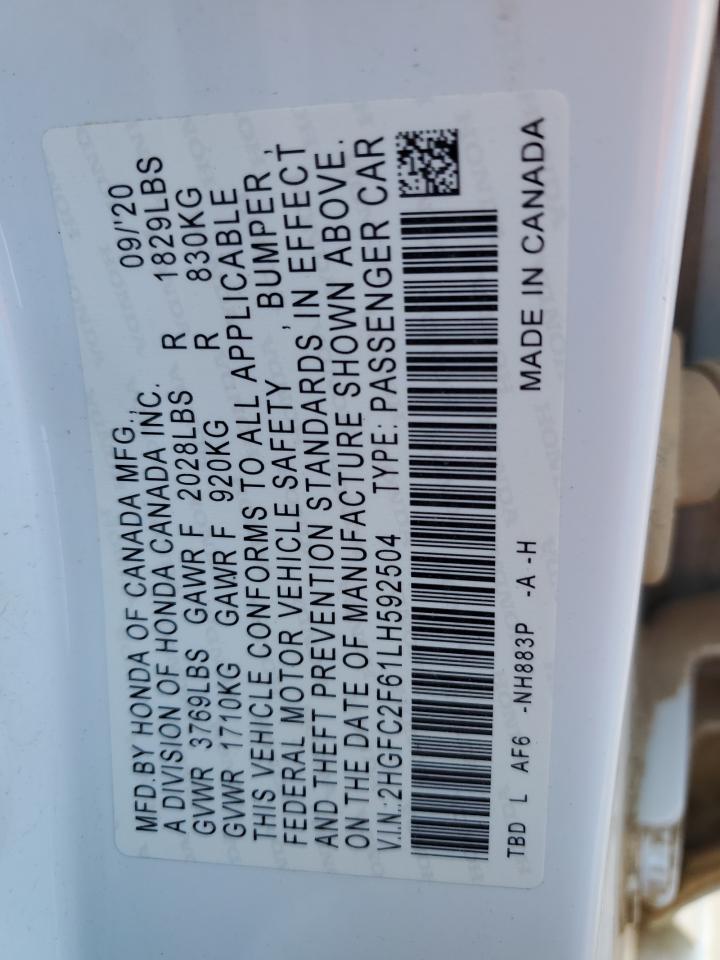 MFD.BY HONDA OF CANADA MFG., 09/'20
A DIVISION OF HONDA CANADA INC.
GVWR 3769LBS GAWR F 2028LBS R 1829LBS
GVWR 1710KG GAWR F 920KG R 830KG
THIS VEHICLE CONFORMS TO ALL APPLICABLE
FEDERAL MOTOR VEHICLE SAFETY , BUMPER ,
AND THEFT PREVENTION STANDARDS IN EFFECT
ON THE DATE OF MANUFACTURE SHOWN ABOVE.
V.I.N.:2HGFC2F61LH592504 TYPE: PASSENGER CAR
TBD L AF6 -NH883P -A -H MADE IN CANADA